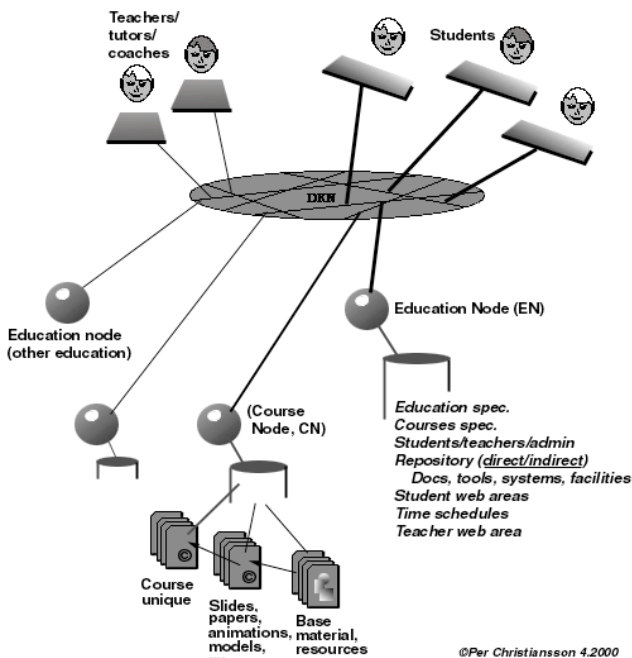 Teachers/
tutors/
coaches
Students
DKN
Education Node (EN)
Education node
(other education)
(Course
Node, CN)
Education spec.
Courses spec.
Students/teachers/admin
Repository (direct/indirect)
Docs, tools, systems, facilities
Student web areas
Time schedules
Teacher web area
©
©
Course
unique
Slides,
papers,
animations,
models,
...
Base
material,
resources
©Per Christiansson 4.2000